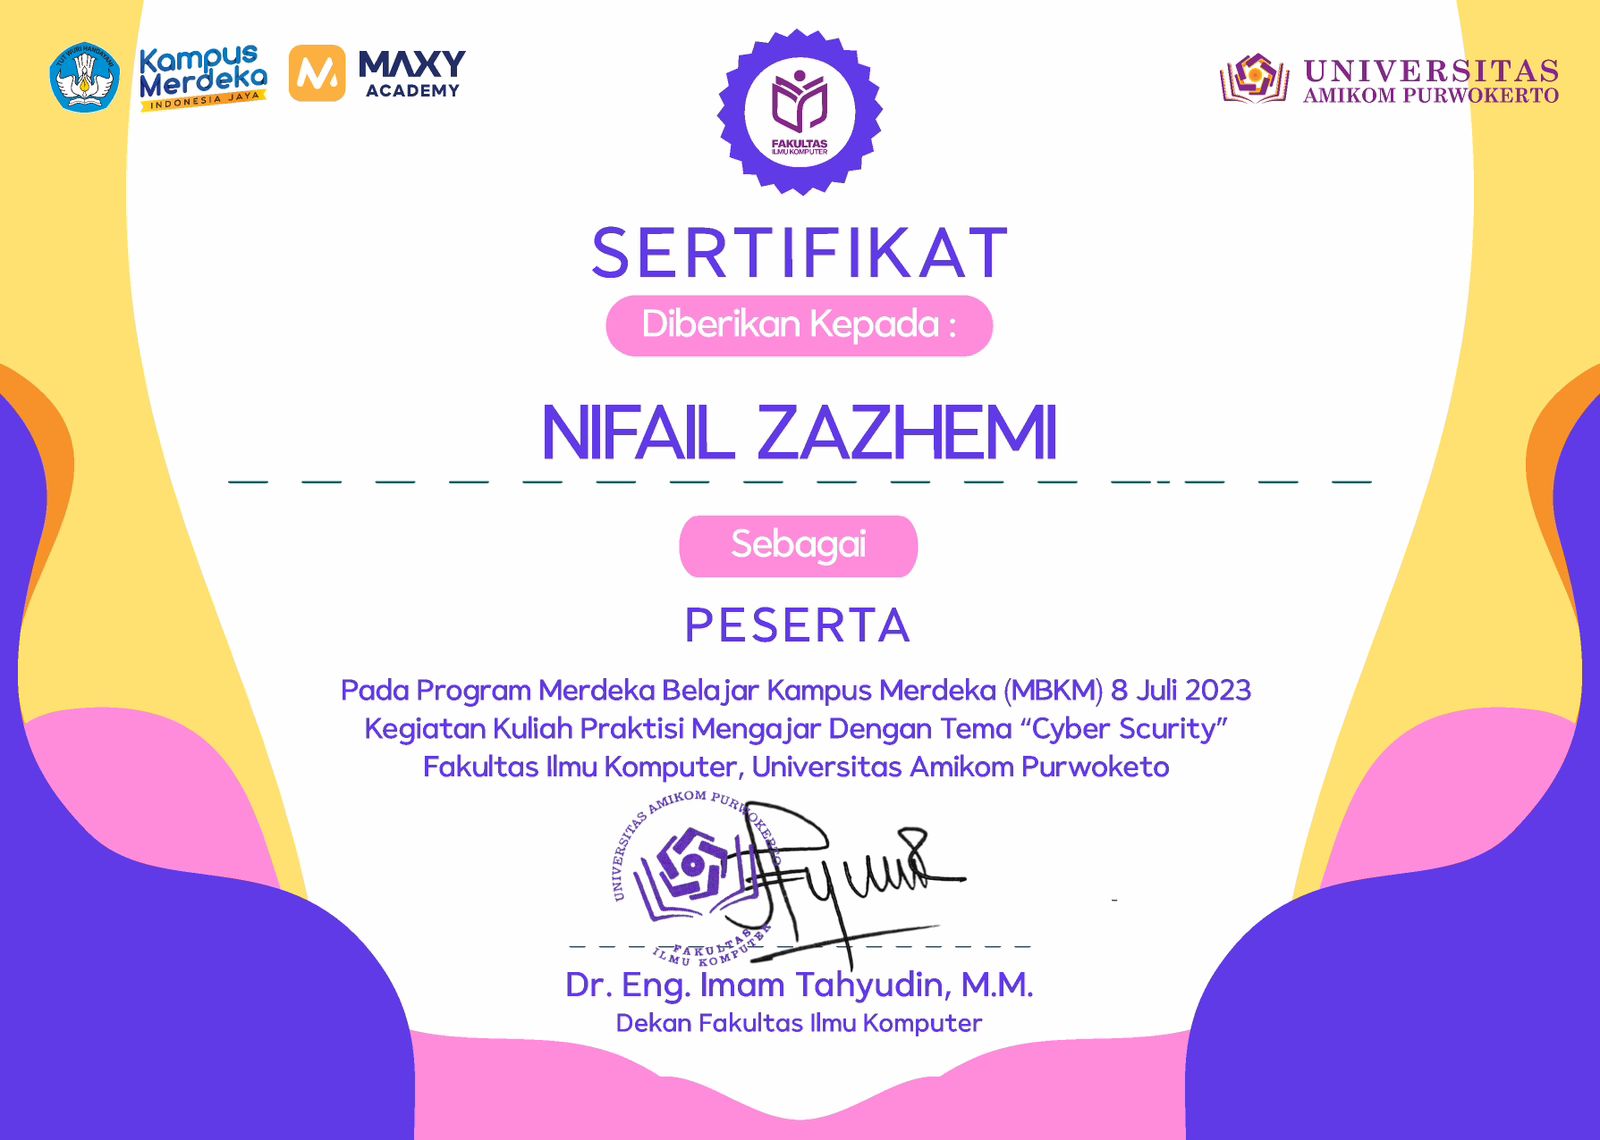 TUT WURI HANDAYANI
Kampus
Merdeka
INDONESIA JAYA
MAXY
ACADEMY
FAKULTAS
ILMU KOMPUTER
UNIVERSITAS
AMIKOM PURWOKERTO
SERTIFIKAT
Diberikan Kepada :
NIFAIL ZAZHEMI
Sebagai
PESERTA
Pada Program Merdeka Belajar Kampus Merdeka (MBKM) 8 Juli 2023
Kegiatan Kuliah Praktisi Mengajar Dengan Tema “Cyber Scurity”
Fakultas Ilmu Komputer, Universitas Amikom Purwoketo
UNIVERSITAS AMIKOM PURWOKERTO
FAKULTAS
ILMU KOMPUTER
Dr. Eng. Imam Tahyudin, M.M.
Dekan Fakultas Ilmu Komputer